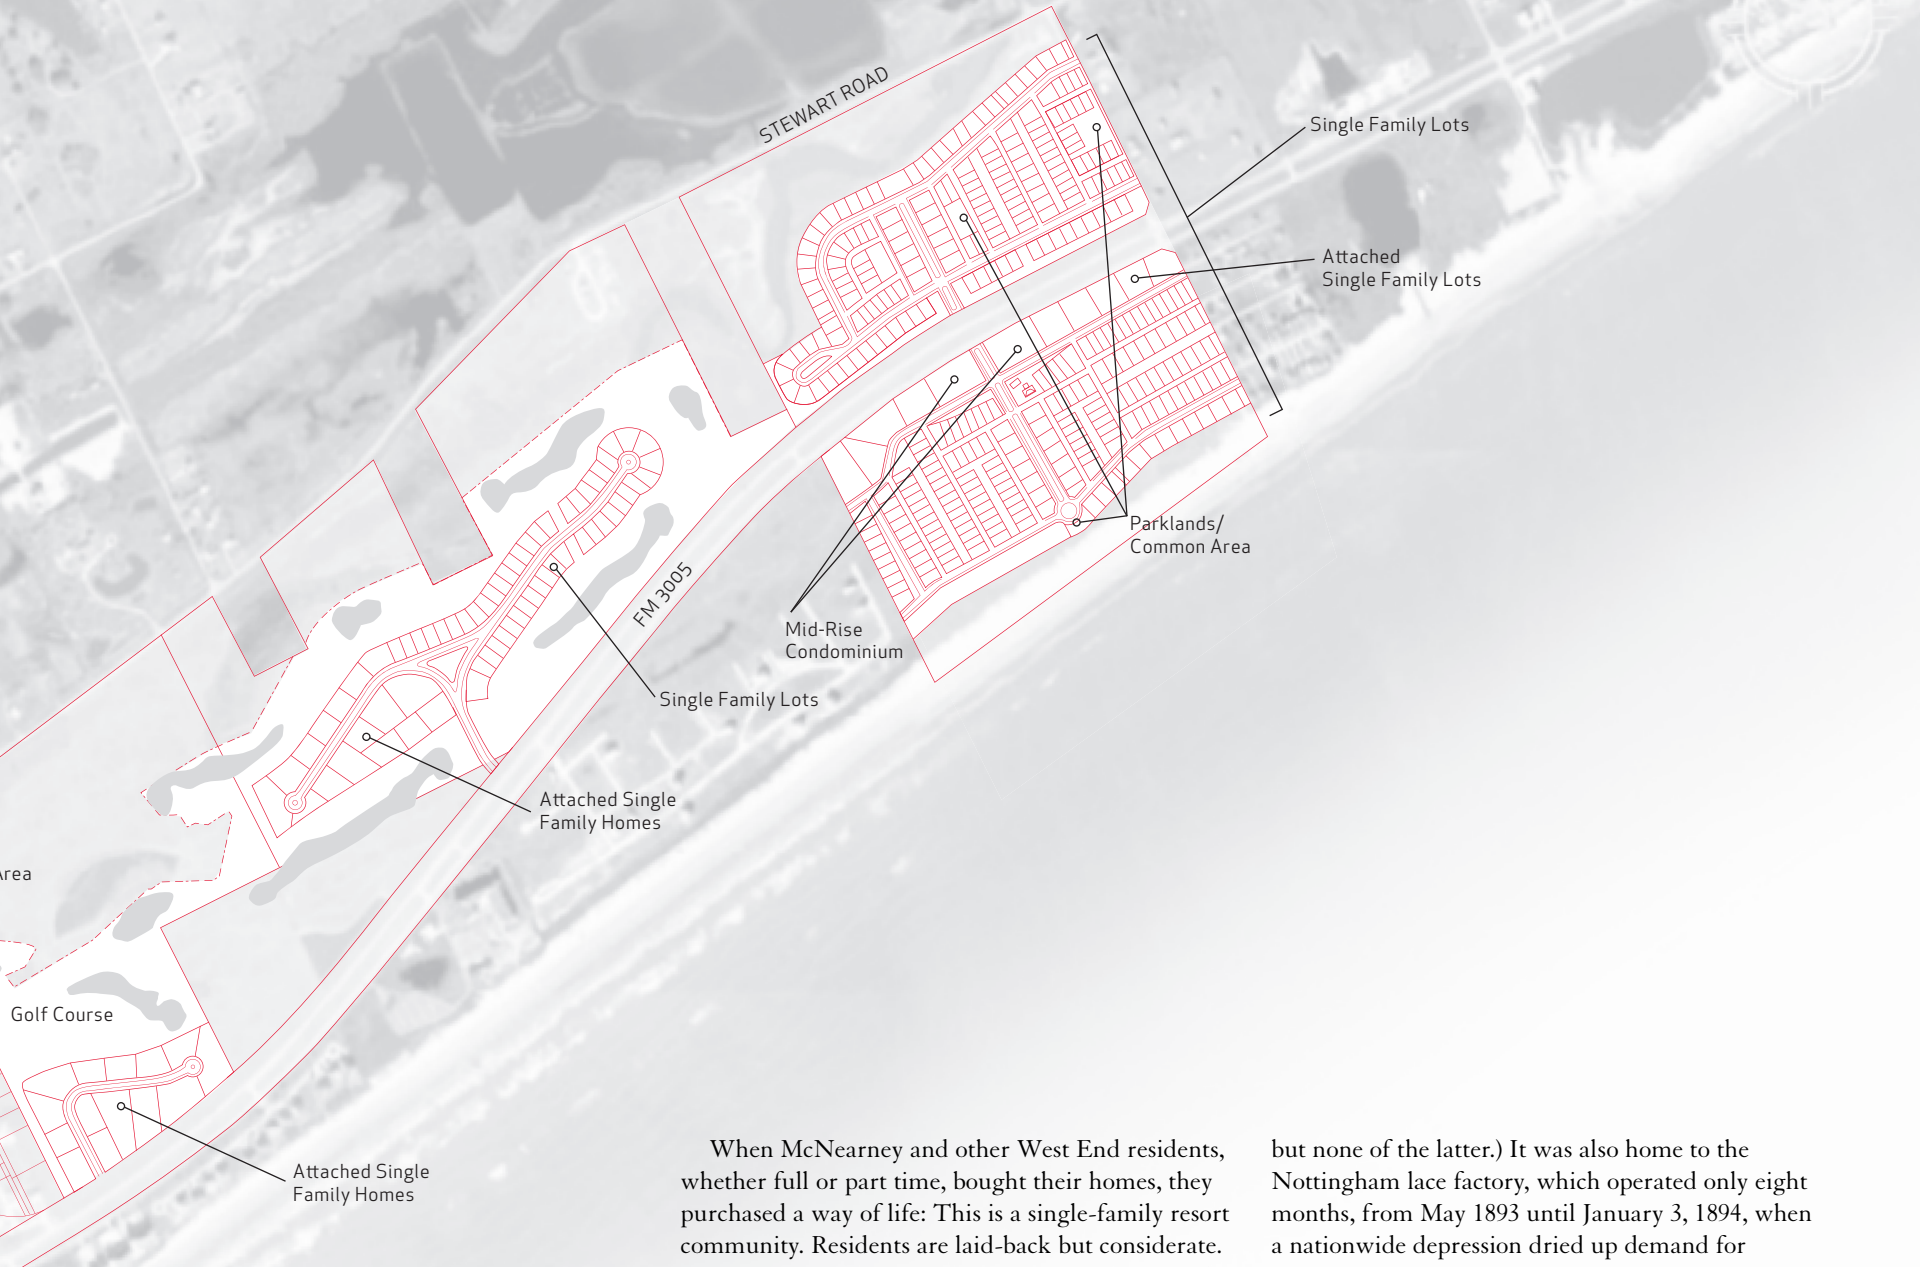 STEWART ROAD
Single Family Lots
Attached
Single Family Lots
Parklands/
Common Area
FM 3005
Mid-Rise
Condominium
Single Family Lots
Attached Single
Family Homes
Area
Golf Course
Attached Single
Family Homes
When McNearney and other West End residents,
whether full or part time, bought their homes, they
purchased a way of life: This is a single-family resort
community. Residents are laid-back but considerate.
but none of the latter.) It was also home to the
Nottingham lace factory, which operated only eight
months, from May 1893 until January 3, 1894, when
a nationwide depression dried up demand for